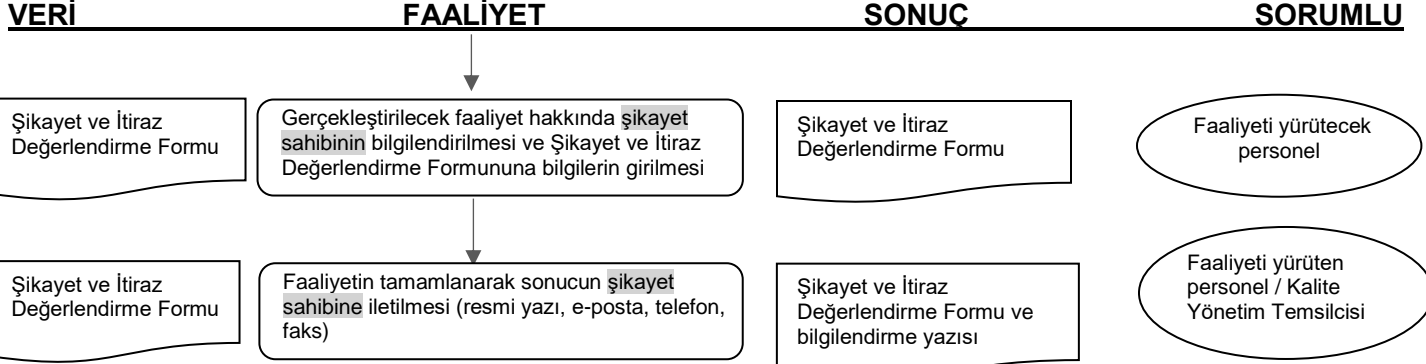 VERİ FAALİYET SONUÇ SORUMLU
Şikayet ve İtiraz
Değerlendirme Formu
Gerçekleştirilecek faaliyet hakkında şikayet
sahibinin bilgilendirilmesi ve Şikayet ve İtiraz
Değerlendirme Formununa bilgilerin girilmesi
Şikayet ve İtiraz
Değerlendirme Formu
Faaliyeti yürütecek
personel
Şikayet ve İtiraz
Değerlendirme Formu
Faaliyetin tamamlanarak sonucun şikayet
sahibine iletilmesi (resmi yazı, e-posta, telefon,
faks)
Şikayet ve İtiraz
Değerlendirme Formu ve
bilgilendirme yazısı
Faaliyeti yürüten
personel / Kalite
Yönetim Temsilcisi